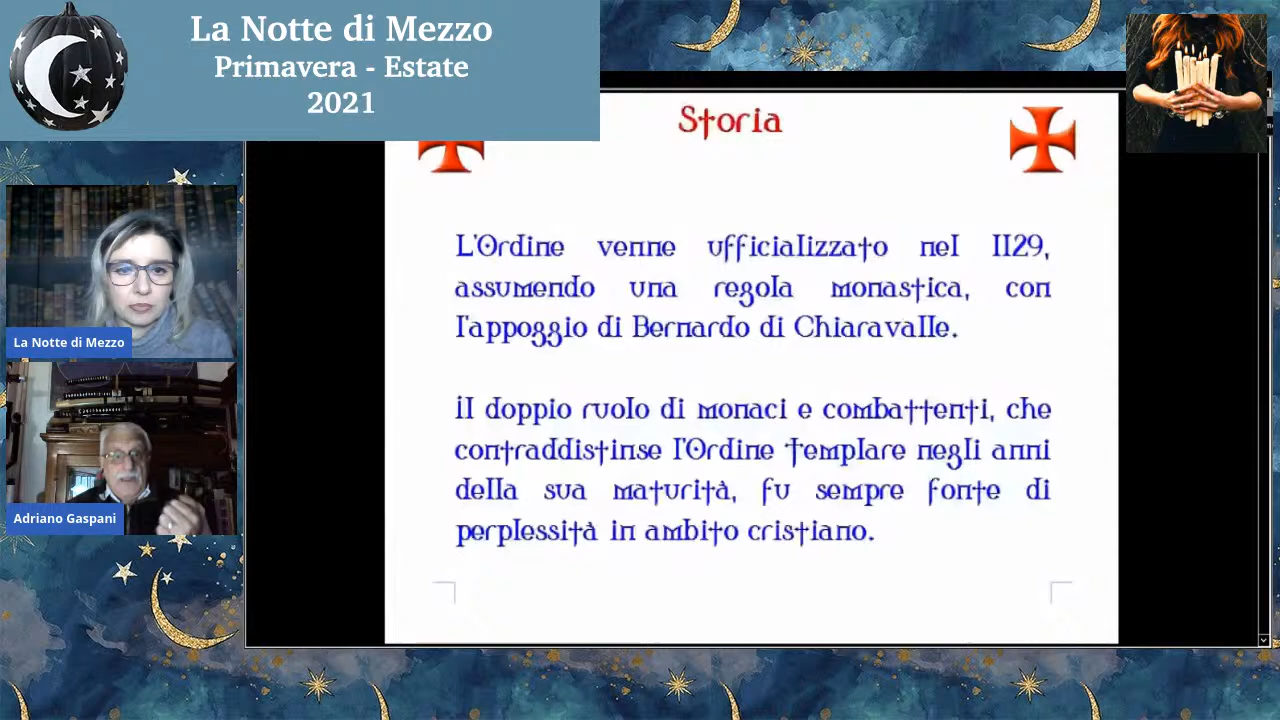 La Notte di Mezzo
Primavera - Estate
2021
Storia
L'Ordine venne ufficializzato nel 1129,
assumendo una regola monastica, con
l'appoggio di Bernardo di Chiaravalle.
Il doppio ruolo di monaci e combattenti, che
contraddistinse l'Ordine Templare negli anni
della sua maturità, fu sempre fonte di
perplessità in ambito cristiano.
La Notte di Mezzo
Adriano Gaspani